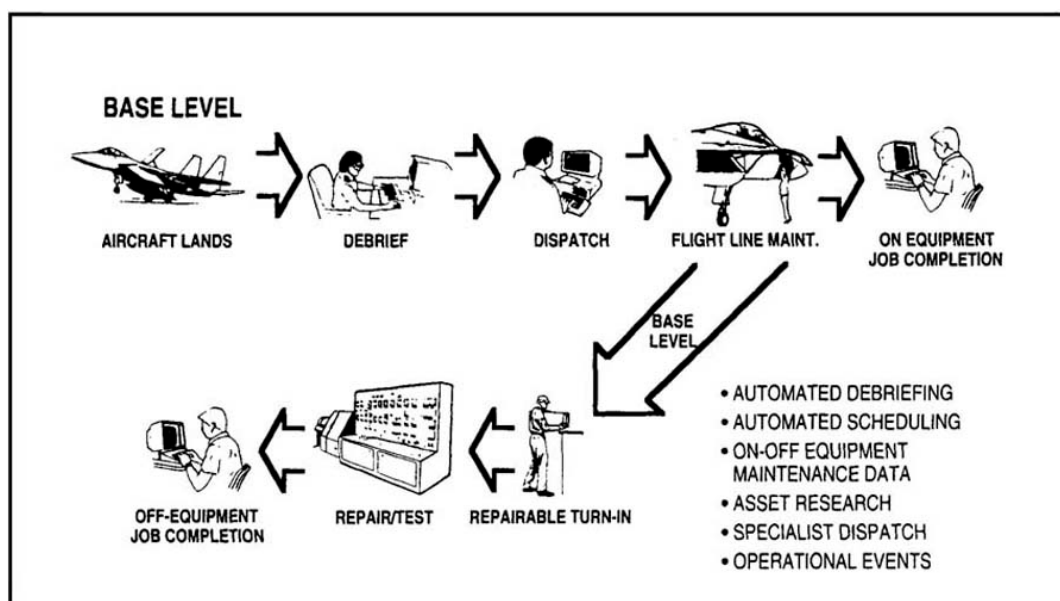 BASE LEVEL
AIRCRAFT LANDS
DEBRIEF
DISPATCH
FLIGHT LINE MAINT.
ON EQUIPMENT
JOB COMPLETION
BASE
LEVEL
OFF-EQUIPMENT
JOB COMPLETION
REPAIR/TEST
REPAIRABLE TURN-IN
• AUTOMATED DEBRIEFING
• AUTOMATED SCHEDULING
• ON-OFF EQUIPMENT
MAINTENANCE DATA
• ASSET RESEARCH
• SPECIALIST DISPATCH
• OPERATIONAL EVENTS